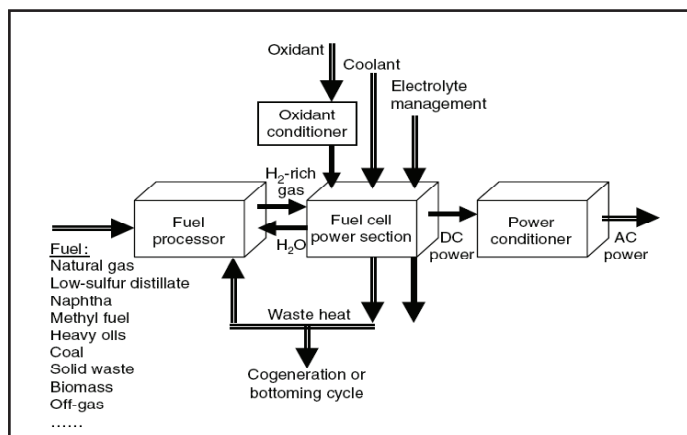 Oxidant
Coolant
Electrolyte
management
Oxidant
conditioner
H₂-rich
gas
Fuel
processor
Fuel cell
power section
Power
conditioner
H₂O
DC
power
AC
power
Fuel:
Natural gas
Low-sulfur distillate
Naphtha
Methyl fuel
Heavy oils
Coal
Solid waste
Biomass
Off-gas
......
Waste heat
Cogeneration or
bottoming cycle